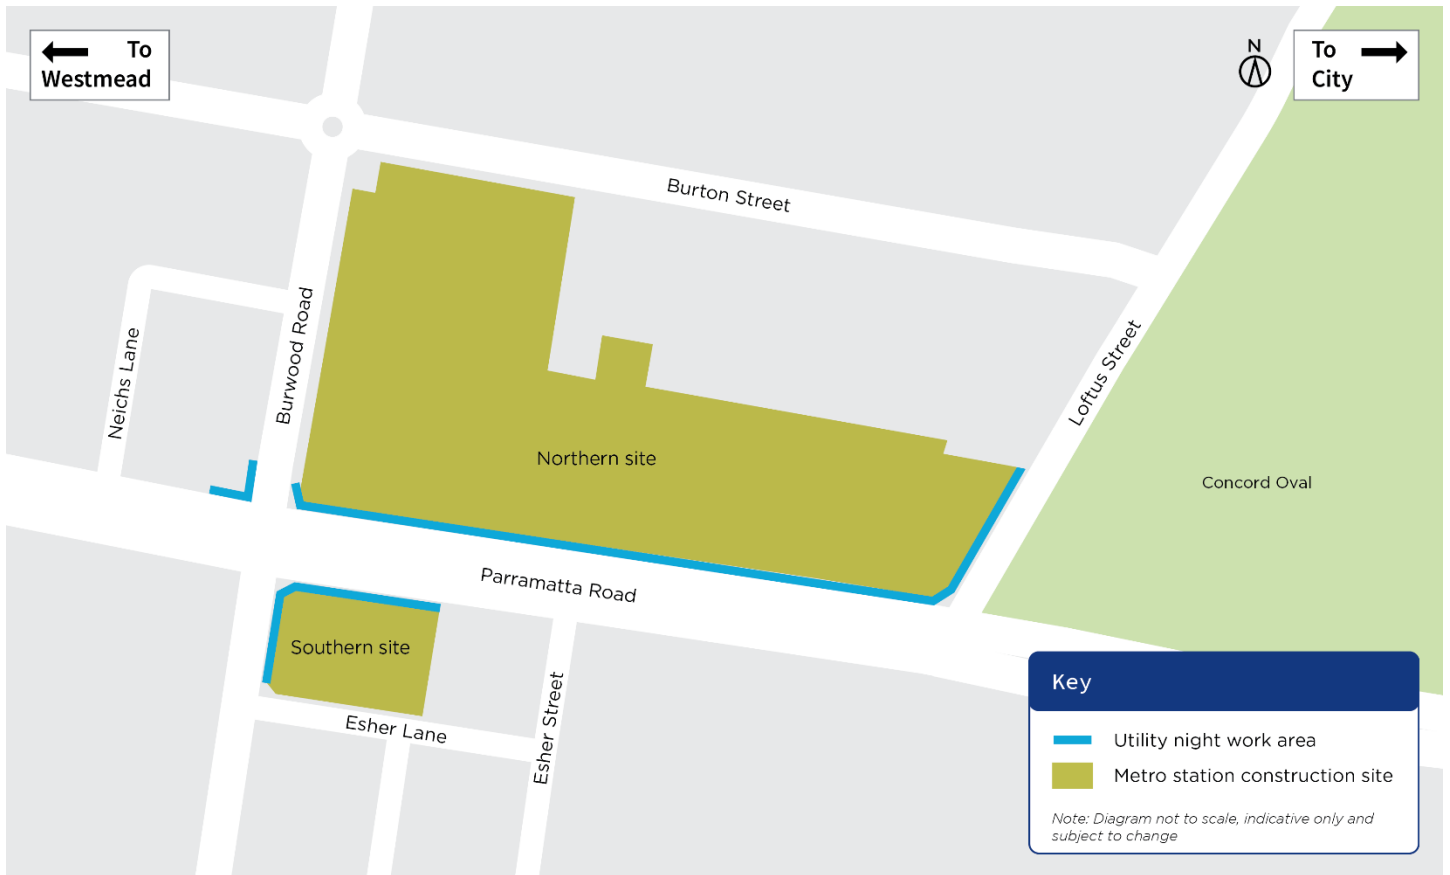 To
Westmead
N
To
City
Burton Street
Burwood Road
Neichs Lane
Loftus Street
Northern site
Concord Oval
Parramatta Road
Southern site
Esher Lane
Esher Street
Key
Utility night work area
Metro station construction site
Note: Diagram not to scale, indicative only and
subject to change